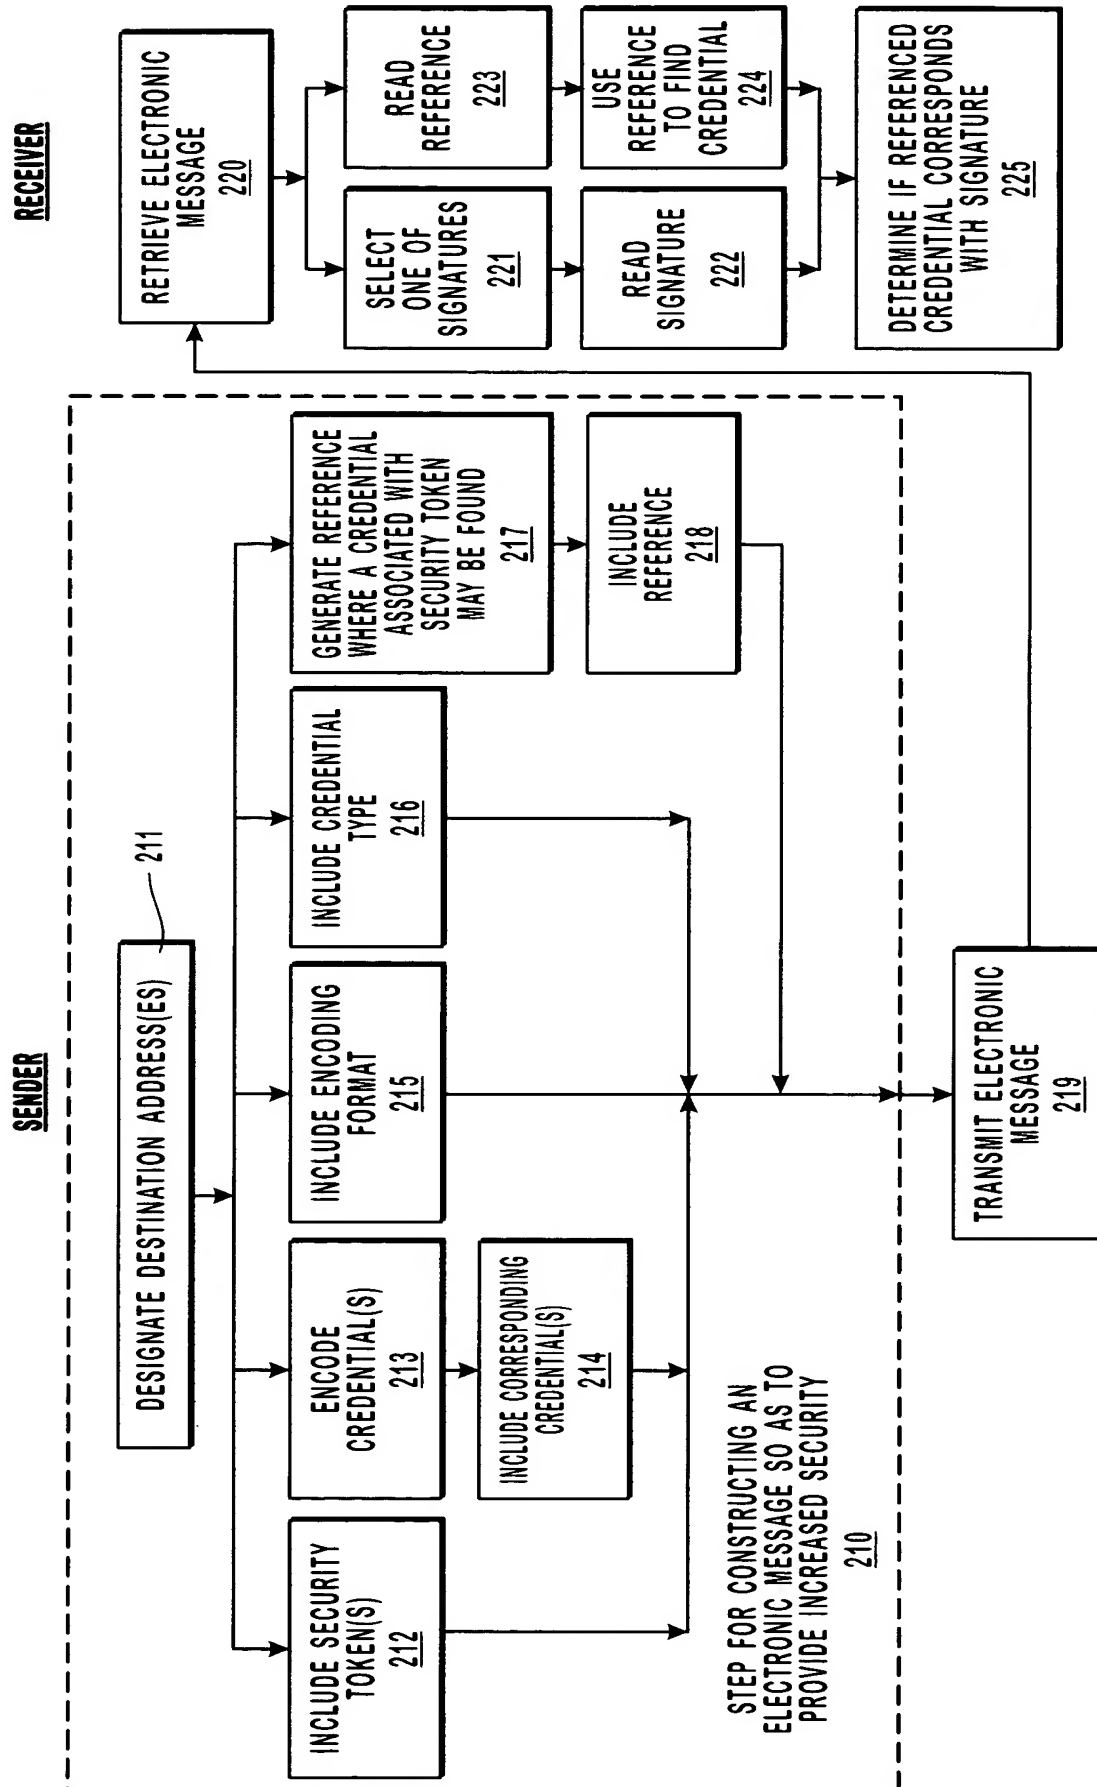 SENDER
DESIGNATE DESTINATION ADDRESS(ES)
211
INCLUDE SECURITY
TOKEN(S)
212
ENCODE
CREDENTIAL(S)
213
INCLUDE CORRESPONDING
CREDENTIAL(S)
214
INCLUDE ENCODING
FORMAT
215
INCLUDE CREDENTIAL
TYPE
216
GENERATE REFERENCE
WHERE A CREDENTIAL
ASSOCIATED WITH
SECURITY TOKEN
MAY BE FOUND
217
INCLUDE
REFERENCE
218
STEP FOR CONSTRUCTING AN
ELECTRONIC MESSAGE SO AS TO
PROVIDE INCREASED SECURITY
210
TRANSMIT ELECTRONIC
MESSAGE
219
RECEIVER
RETRIEVE ELECTRONIC
MESSAGE
220
SELECT
ONE OF
SIGNATURES
221
READ
SIGNATURE
222
READ
REFERENCE
223
USE
REFERENCE
TO FIND
CREDENTIAL
224
DETERMINE IF REFERENCED
CREDENTIAL CORRESPONDS
WITH SIGNATURE
225